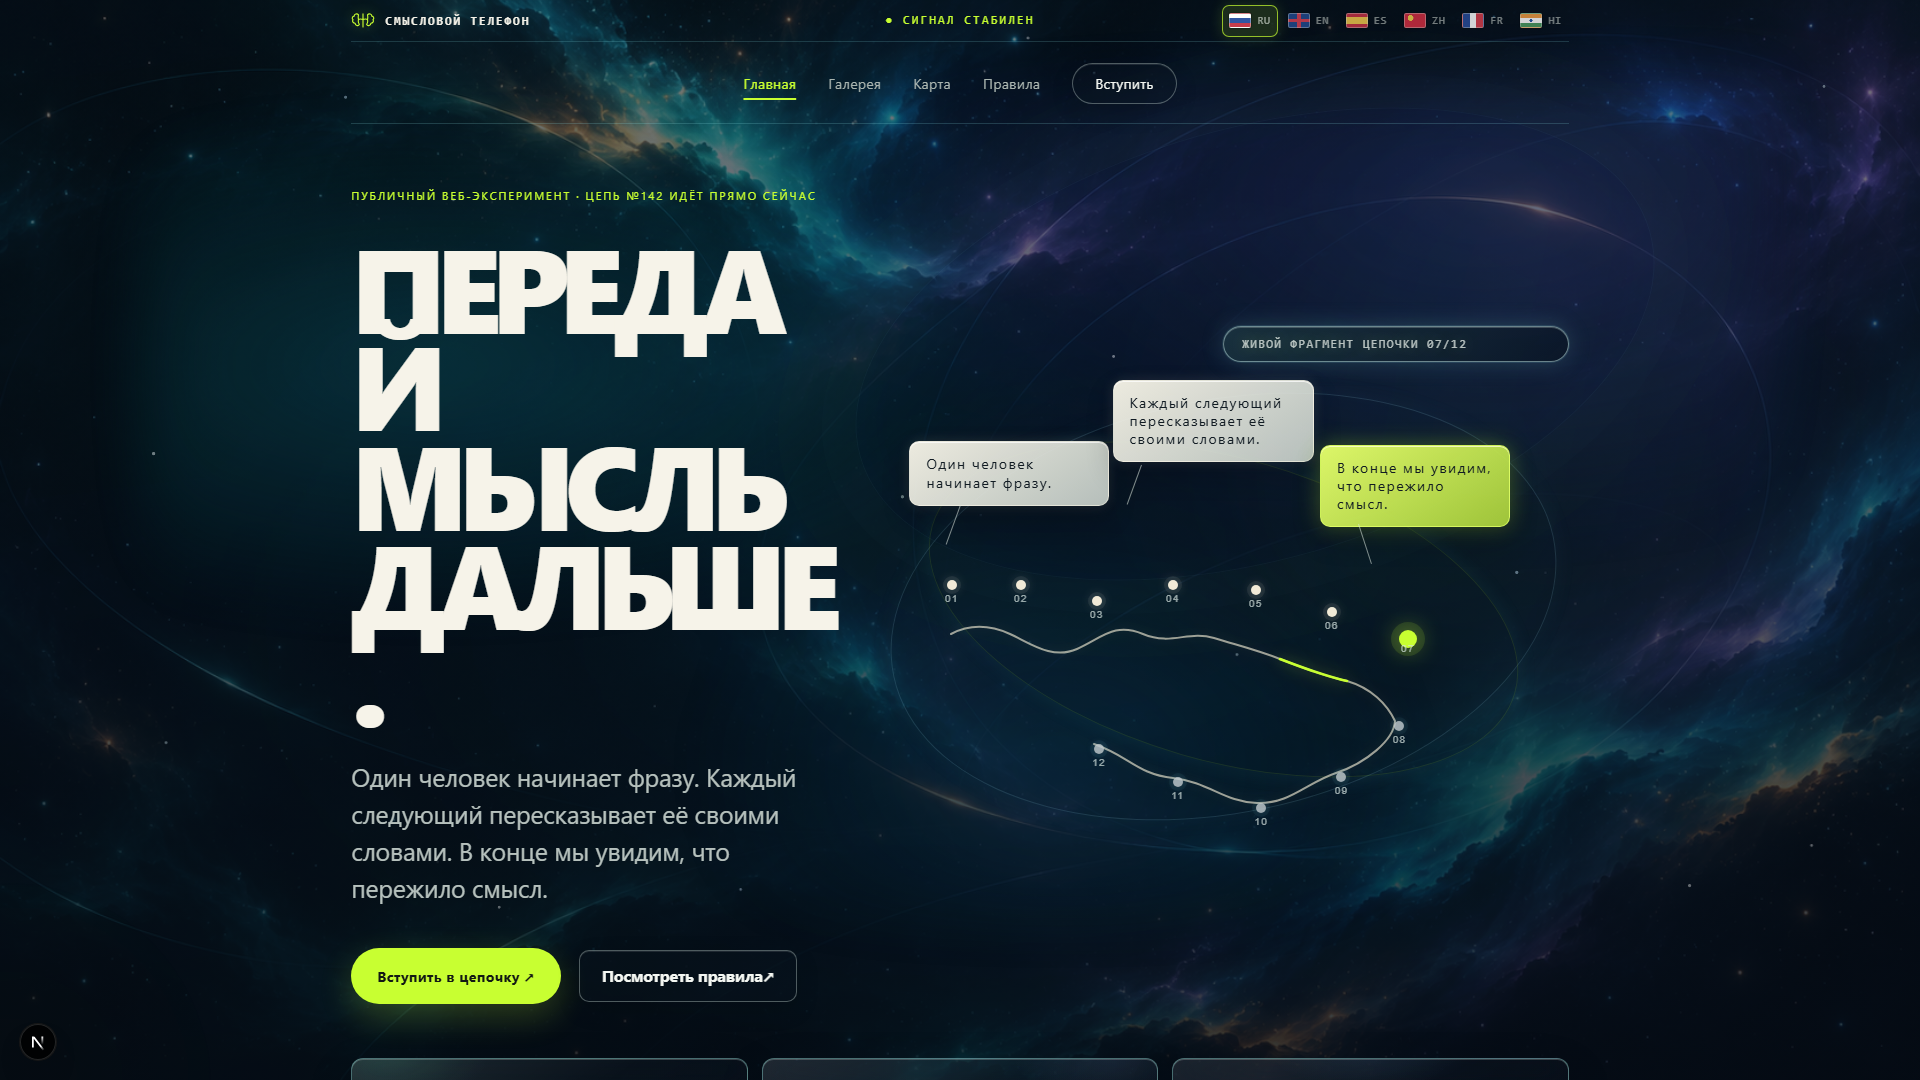 СМЫСЛОВОЙ ТЕЛЕФОН
СИГНАЛ СТАБИЛЕН
RU EN ES ZH FR HI
Главная Галерея Карта Правила Вступить
ПУБЛИЧНЫЙ ВЕБ-ЭКСПЕРИМЕНТ · ЦЕПЬ №142 ИДЁТ ПРЯМО СЕЙЧАС
ПЕРЕДА
Й
МЫСЛЬ
ДАЛЬШЕ
.
Один человек начинает фразу. Каждый
следующий пересказывает её своими
словами. В конце мы увидим, что
пережило смысл.
Вступить в цепочку ↗
Посмотреть правила↗
ЖИВОЙ ФРАГМЕНТ ЦЕПОЧКИ 07/12
Один человек
начинает фразу.
Каждый следующий
пересказывает её
своими словами.
В конце мы увидим,
что пережило
смысл.
01
02
03
04
05
06
07
08
09
10
11
12
N